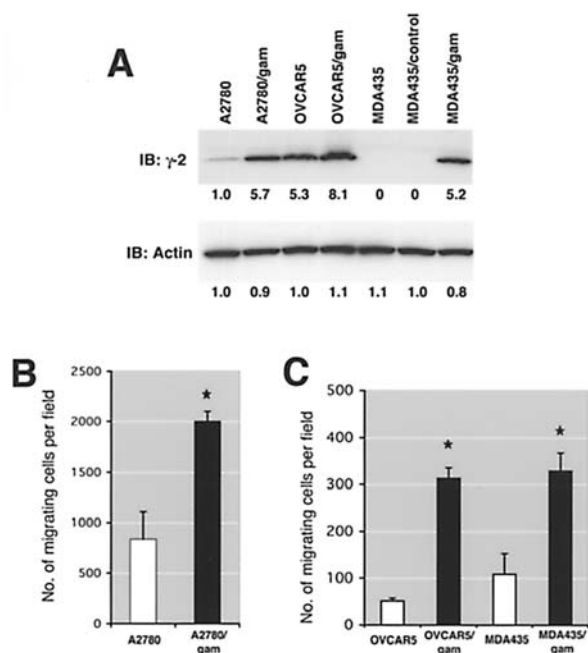 A
A2780
A2780/gam
OVCAR5
OVCAR5/gam
MDA435
MDA435/control
MDA435/gam
IB: γ-2
1.0 5.7 5.3 8.1 0 0 5.2
IB: Actin
1.0 0.9 1.0 1.1 1.1 1.0 0.8
B
No. of migrating cells per field
2500
2000
1500
1000
500
0
★
A2780
A2780/
gam
C
No. of migrating cells per field
500
400
300
200
100
0
★ ★
OVCAR5
OVCAR5/
gam
MDA435
MDA435/
gam